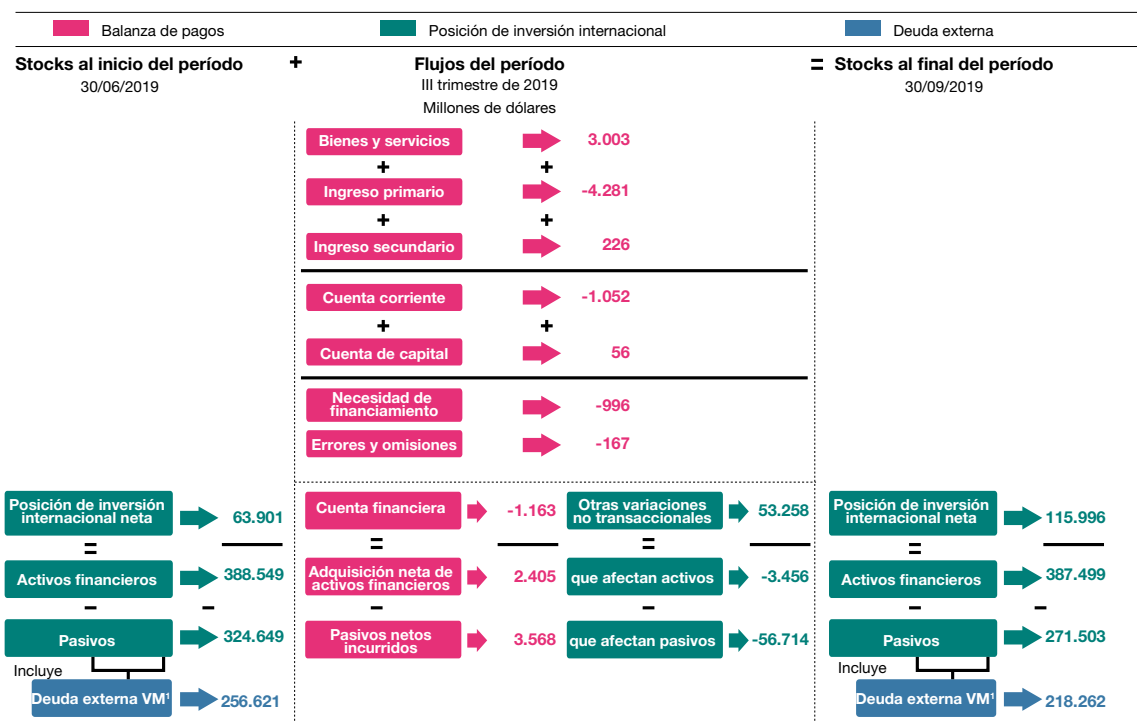 Balanza de pagos
Posición de inversión internacional
Deuda externa
Stocks al inicio del período
30/06/2019
+
Flujos del período
III trimestre de 2019
Millones de dólares
= Stocks al final del período
30/09/2019
Bienes y servicios 3.003
+ +
Ingreso primario -4.281
+ +
Ingreso secundario 226
Cuenta corriente -1.052
+ +
Cuenta de capital 56
Necesidad de
financiamiento -996
Errores y omisiones -167
Posición de inversión
internacional neta 63.901
=
Activos financieros 388.549
- -
Pasivos 324.649
Incluye
Deuda externa VM¹ 256.621
Cuenta financiera -1.163
=
Adquisición neta de
activos financieros 2.405
-
Pasivos netos
incurridos 3.568
Otras variaciones
no transaccionales 53.258
=
que afectan activos -3.456
-
que afectan pasivos -56.714
Posición de inversión
internacional neta 115.996
=
Activos financieros 387.499
- -
Pasivos 271.503
Incluye
Deuda externa VM¹ 218.262